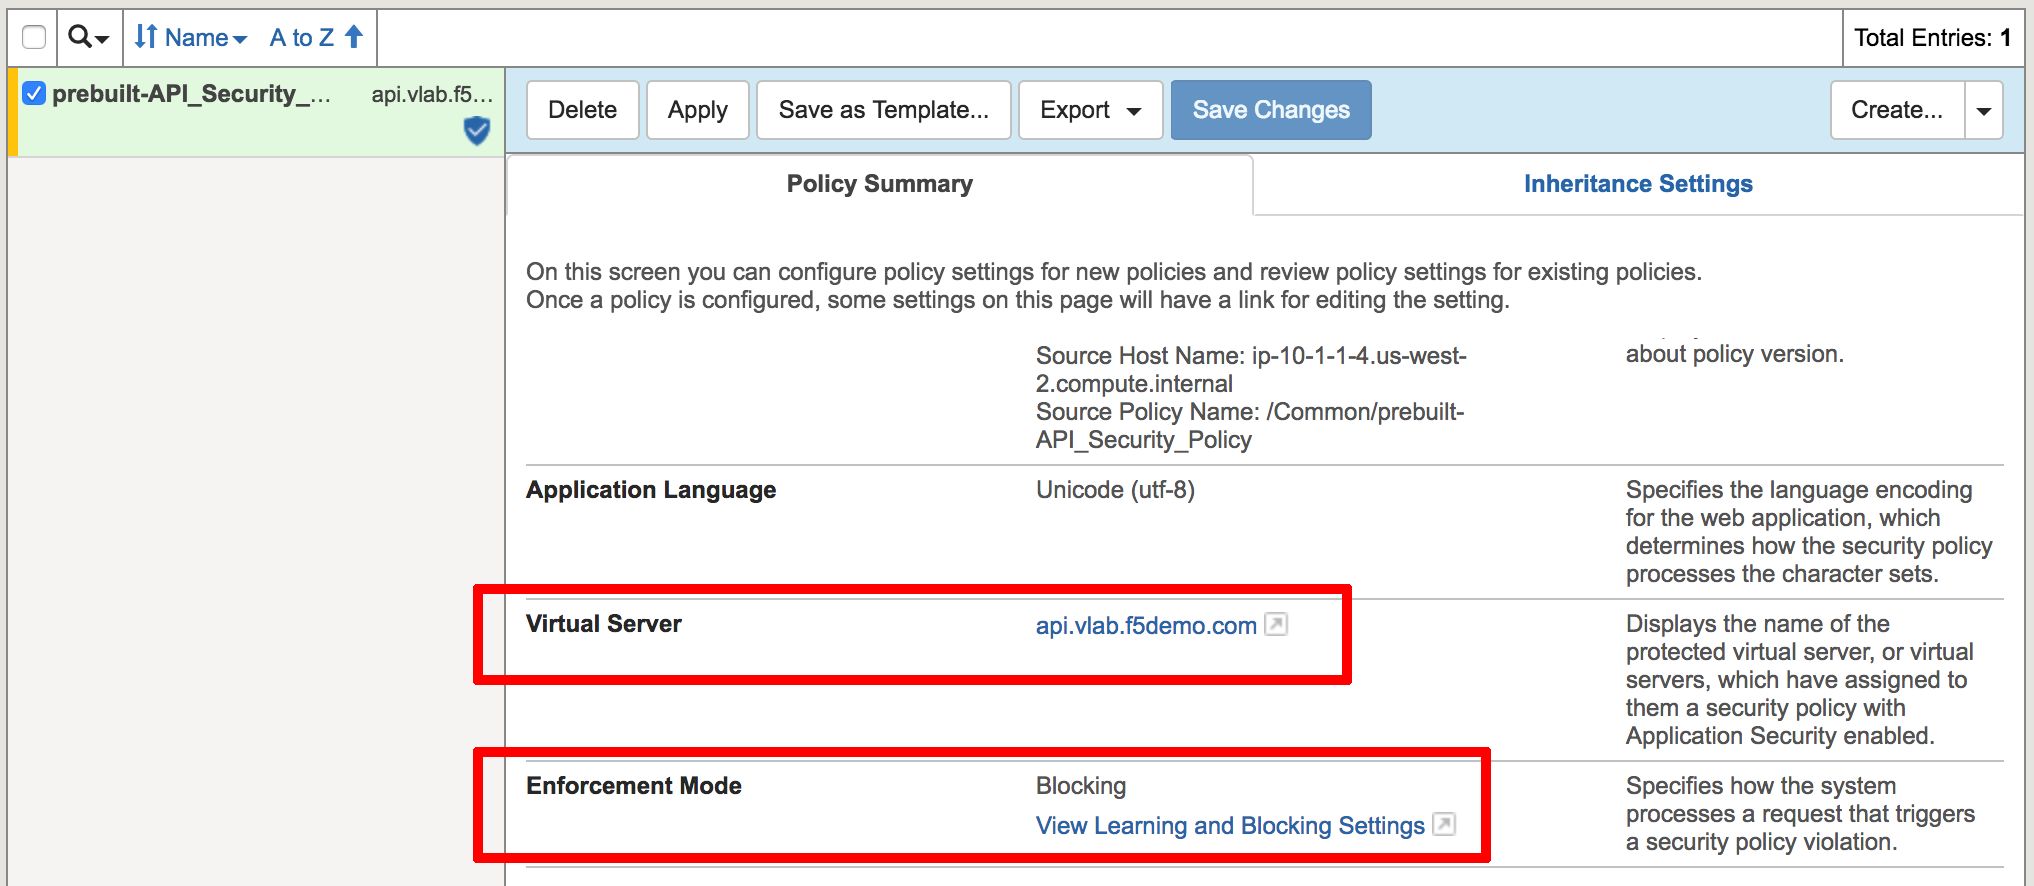 Name A to Z Total Entries: 1
prebuilt-API_Security_... api.vlab.f5...
Delete Apply Save as Template... Export Save Changes Create...
Policy Summary Inheritance Settings
On this screen you can configure policy settings for new policies and review policy settings for existing policies.
Once a policy is configured, some settings on this page will have a link for editing the setting.
Source Host Name: ip-10-1-1-4.us-west-
2.compute.internal
Source Policy Name: /Common/prebuilt-
API_Security_Policy
about policy version.
Application Language
Unicode (utf-8)
Specifies the language encoding
for the web application, which
determines how the security policy
processes the character sets.
Virtual Server
api.vlab.f5demo.com
Displays the name of the
protected virtual server, or virtual
servers, which have assigned to
them a security policy with
Application Security enabled.
Enforcement Mode
Blocking
View Learning and Blocking Settings
Specifies how the system
processes a request that triggers
a security policy violation.